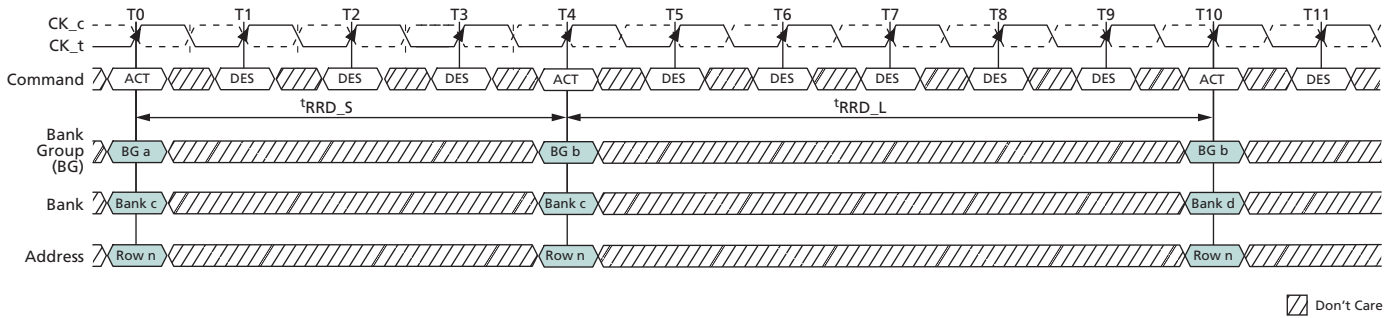 T0 T1 T2 T3 T4 T5 T6 T7 T8 T9 T10 T11
CK_c
CK_t
Command ACT DES DES DES ACT DES DES DES DES DES ACT DES
tRRD_S tRRD_L
Bank
Group
(BG)
BG a BG b BG b
Bank Bank c Bank c Bank d
Address Row n Row n Row n
Don't Care